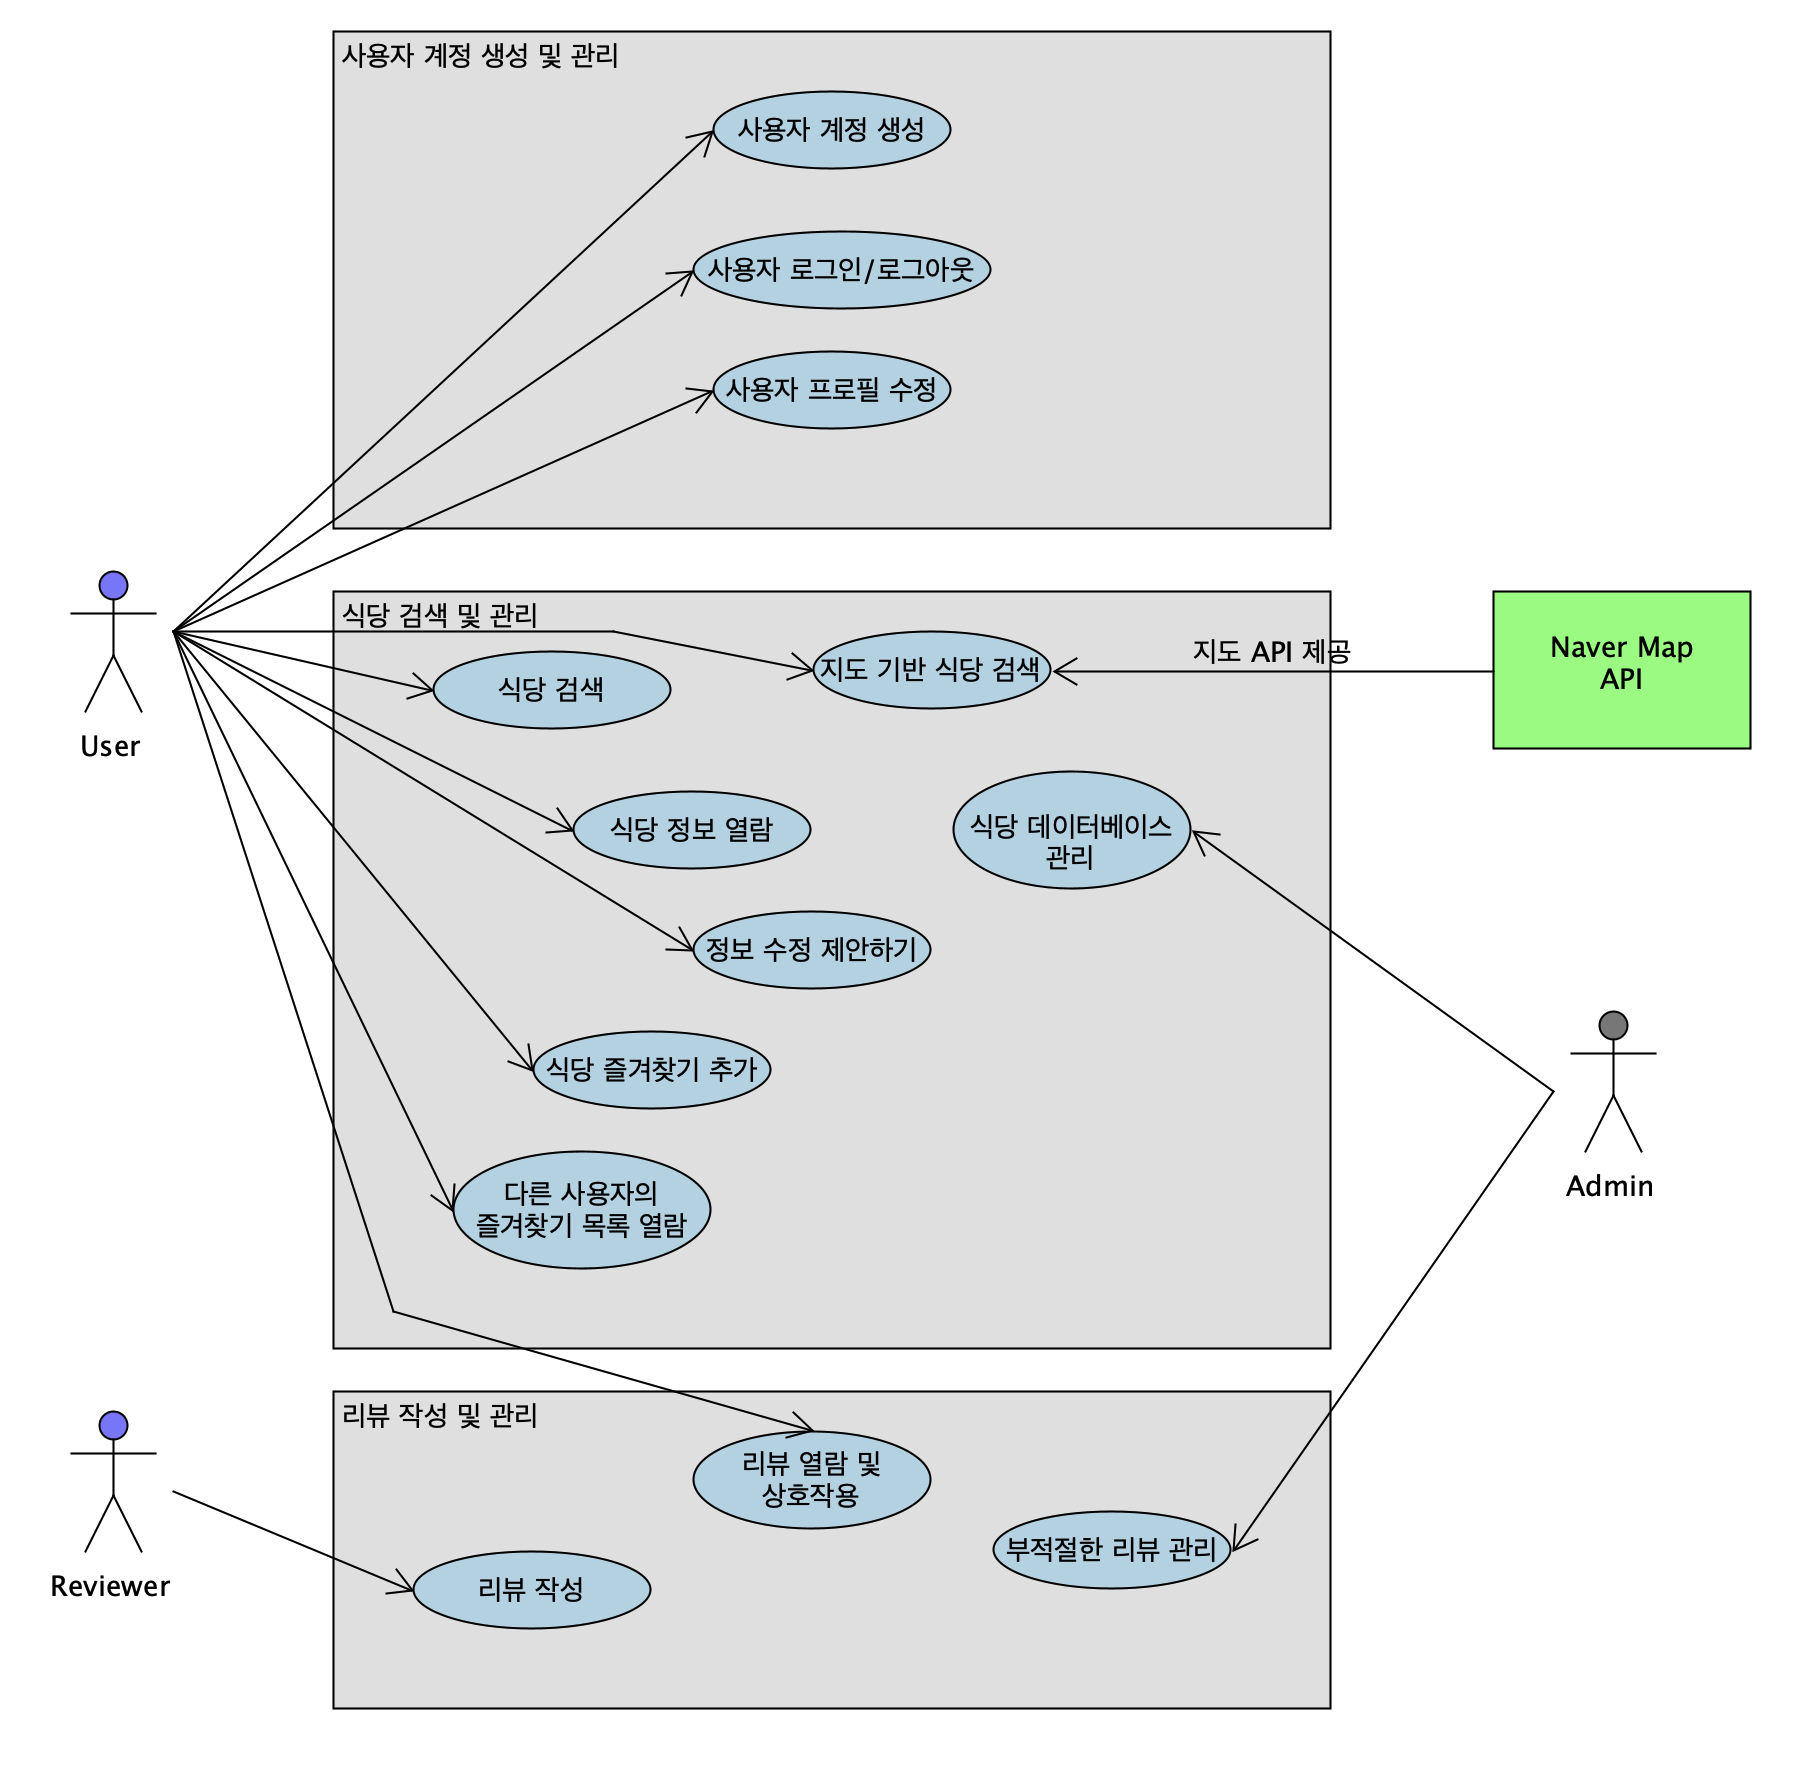 사용자 계정 생성 및 관리
사용자 계정 생성
사용자 로그인/로그아웃
사용자 프로필 수정
User
식당 검색 및 관리
지도 기반 식당 검색
지도 API 제공
Naver Map
API
식당 검색
식당 정보 열람
식당 데이터베이스
관리
정보 수정 제안하기
식당 즐겨찾기 추가
다른 사용자의
즐겨찾기 목록 열람
Admin
리뷰 작성 및 관리
리뷰 열람 및
상호작용
부적절한 리뷰 관리
Reviewer
리뷰 작성